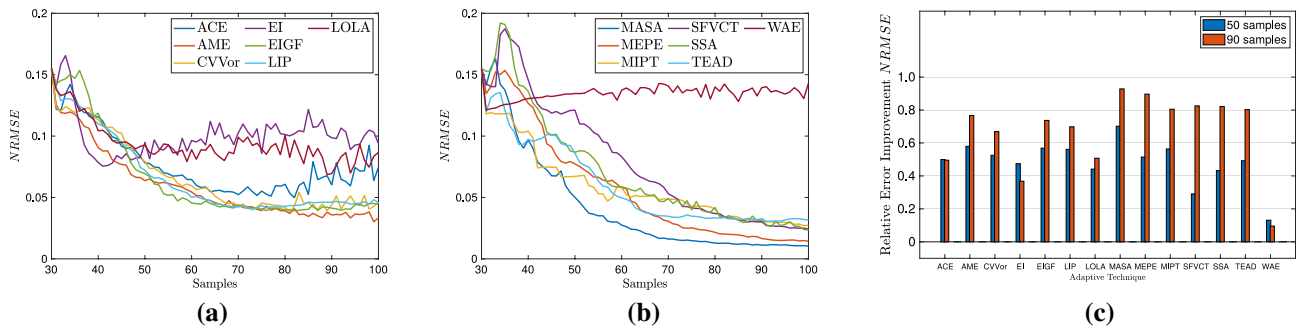 0.2
0.15
0.1
0.05
0
NRMSE
ACE EI LOLA
AME EIGF
CVVor LIP
30 40 50 60 70 80 90 100
Samples
(a)
0.2
0.15
0.1
0.05
0
NRMSE
MASA SFVCT WAE
MEPE SSA
MIPT TEAD
30 40 50 60 70 80 90 100
Samples
(b)
Relative Error Improvement NRMSE
50 samples
90 samples
1.0
0.8
0.6
0.4
0.2
0
ACE AME CVVor EI EIGF LIP LOLA MASA MEPE MIPT SFVCT SSA TEAD WAE
Adaptive Technique
(c)